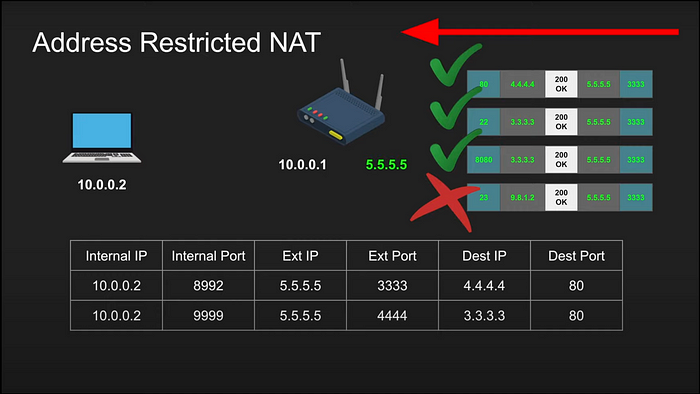 Address Restricted NAT
80 4.4.4.4 200 OK 5.5.5.5 3333
22 3.3.3.3 200 OK 5.5.5.5 3333
8080 3.3.3.3 200 OK 5.5.5.5 3333
23 9.8.1.2 200 OK 5.5.5.5 3333
10.0.0.1 5.5.5.5
10.0.0.2
Internal IP Internal Port Ext IP Ext Port Dest IP Dest Port
10.0.0.2 8992 5.5.5.5 3333 4.4.4.4 80
10.0.0.2 9999 5.5.5.5 4444 3.3.3.3 80